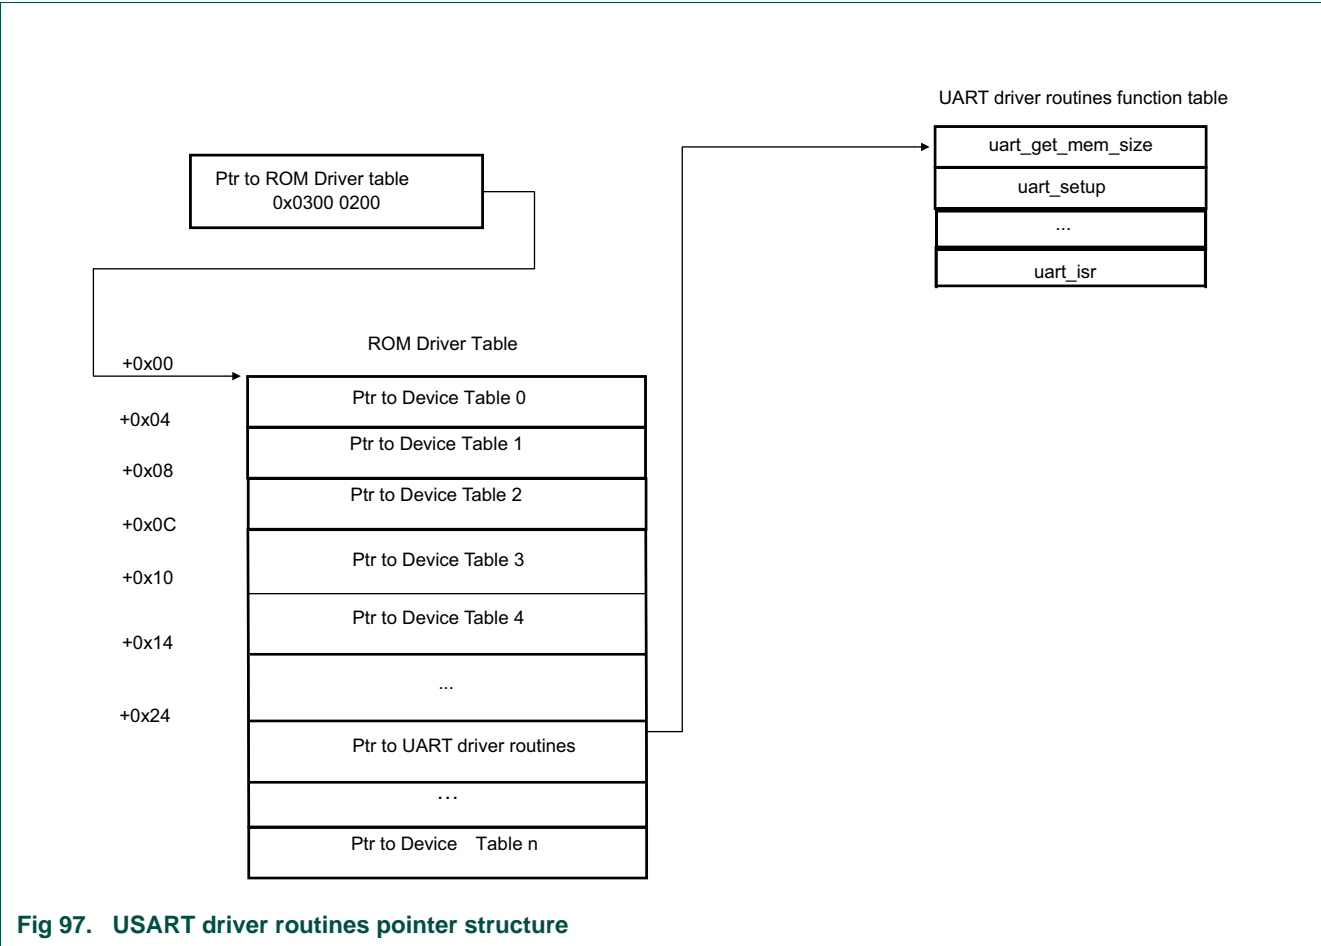 UART driver routines function table
uart_get_mem_size
uart_setup
...
uart_isr
Ptr to ROM Driver table
0x0300 0200
ROM Driver Table
+0x00
Ptr to Device Table 0
+0x04
Ptr to Device Table 1
+0x08
Ptr to Device Table 2
+0x0C
Ptr to Device Table 3
+0x10
Ptr to Device Table 4
+0x14
...
+0x24
Ptr to UART driver routines
...
Ptr to Device Table n
Fig 97. USART driver routines pointer structure